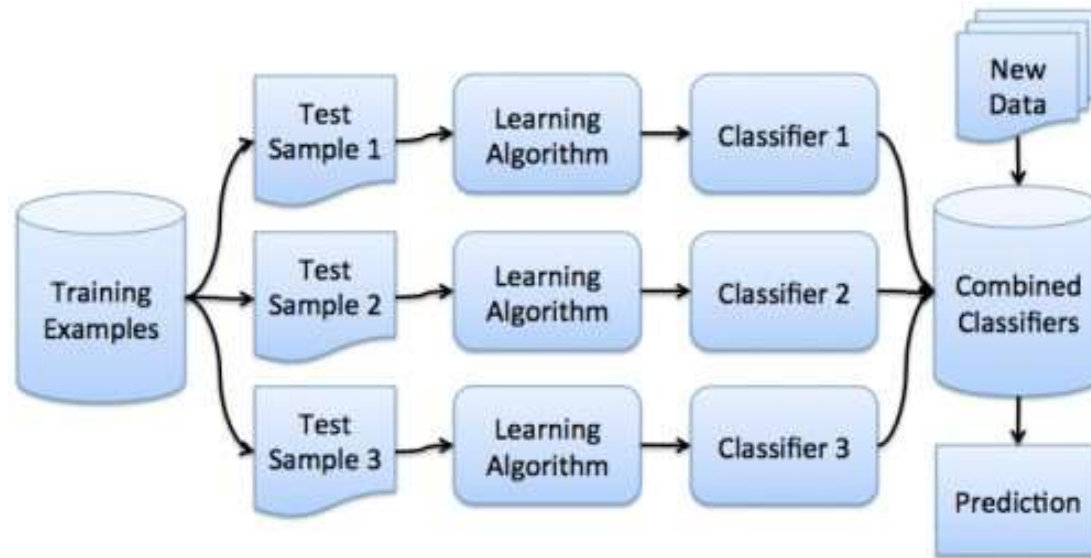 New
Data
Test
Sample 1
Learning
Algorithm
Classifier 1
Training
Examples
Test
Sample 2
Learning
Algorithm
Classifier 2
Combined
Classifiers
Test
Sample 3
Learning
Algorithm
Classifier 3
Prediction